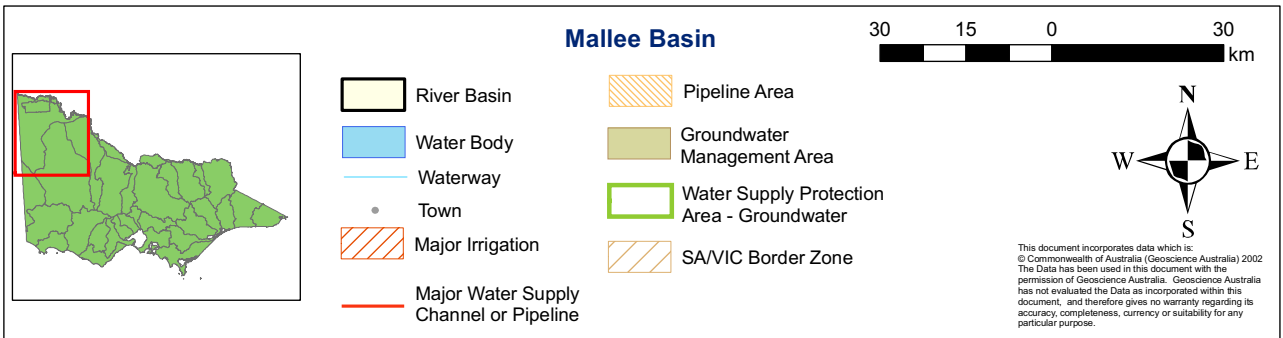 Mallee Basin
River Basin
Water Body
Waterway
Town
Major Irrigation
Major Water Supply
Channel or Pipeline
Pipeline Area
Groundwater
Management Area
Water Supply Protection
Area - Groundwater
SA/VIC Border Zone
30 15 0 30
km
N
W E
S
This document incorporates data which is:
© Commonwealth of Australia (Geoscience Australia) 2002
The Data has been used in this document with the
permission of Geoscience Australia. Geoscience Australia
has not evaluated the Data as incorporated within this
document, and therefore gives no warranty regarding its
accuracy, completeness, currency or suitability for any
particular purpose.